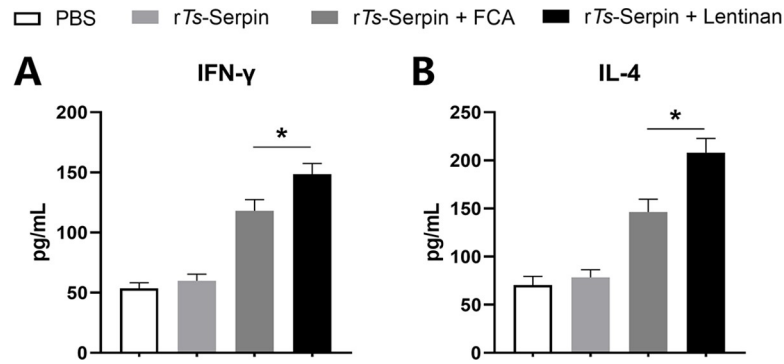 PBS rTs-Serpin rTs-Serpin + FCA rTs-Serpin + Lentinan
A
IFN-γ
pg/mL
200
150
100
50
0
*
B
IL-4
pg/mL
250
200
150
100
50
0
*